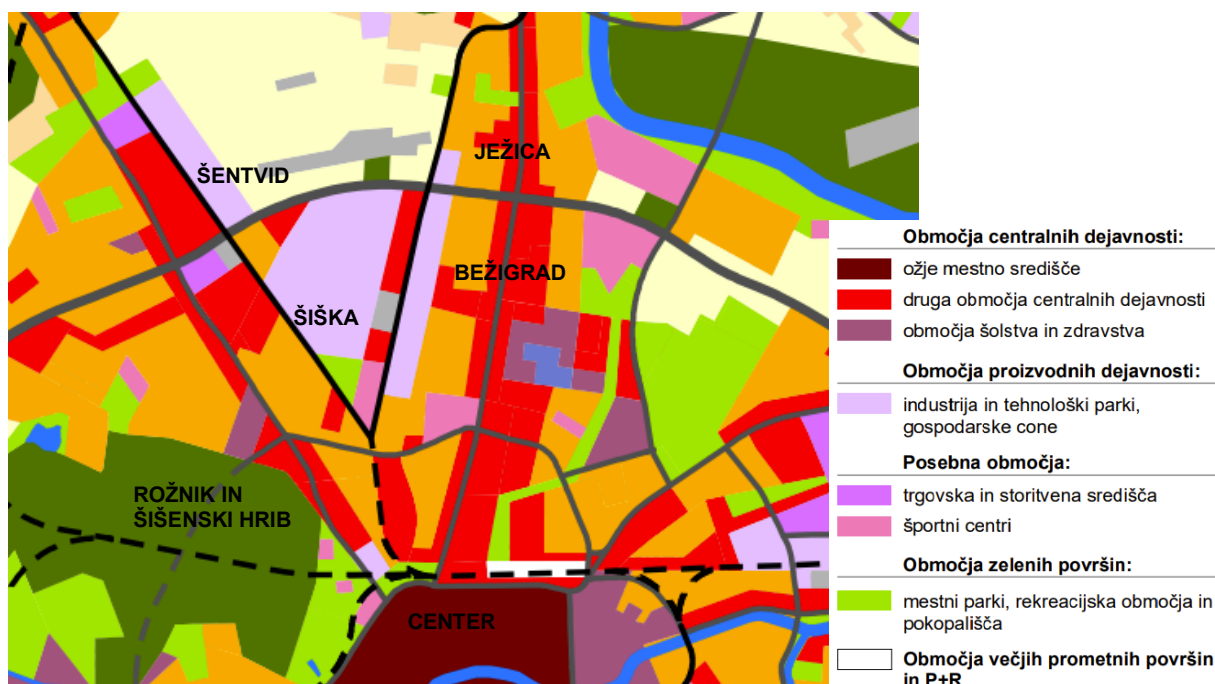 JEŽICA
ŠENTVID
BEŽIGRAD
ŠIŠKA
ROŽNIK IN
ŠIŠENSKI HRIB
CENTER
Območja centralnih dejavnosti:
ožje mestno središče
druga območja centralnih dejavnosti
območja šolstva in zdravstva
Območja proizvodnih dejavnosti:
industrija in tehnološki parki,
gospodarske cone
Posebna območja:
trgovska in storitvena središča
športni centri
Območja zelenih površin:
mestni parki, rekreacijska območja in
pokopališča
Območja večjih prometnih površin
in P+R